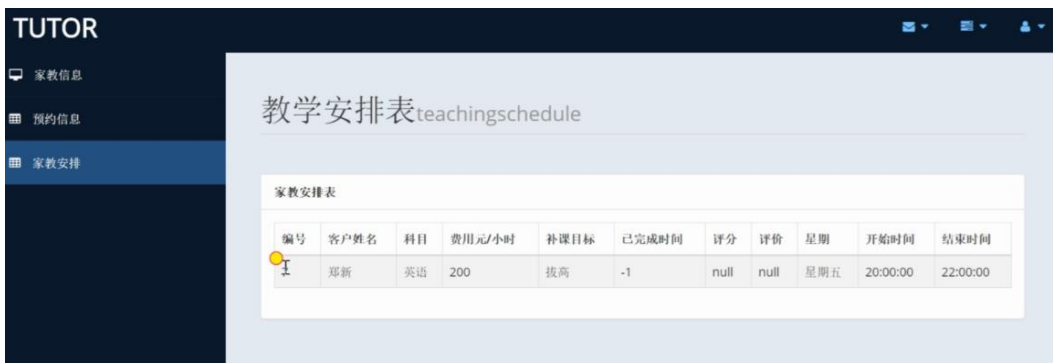 TUTOR
家教信息
预约信息
家教安排
教学安排表teachingschedule
家教安排表
编号 客户姓名 科目 费用元/小时 补课目标 已完成时间 评分 评价 星期 开始时间 结束时间
郑新 英语 200 拔高 -1 null null 星期五 20:00:00 22:00:00